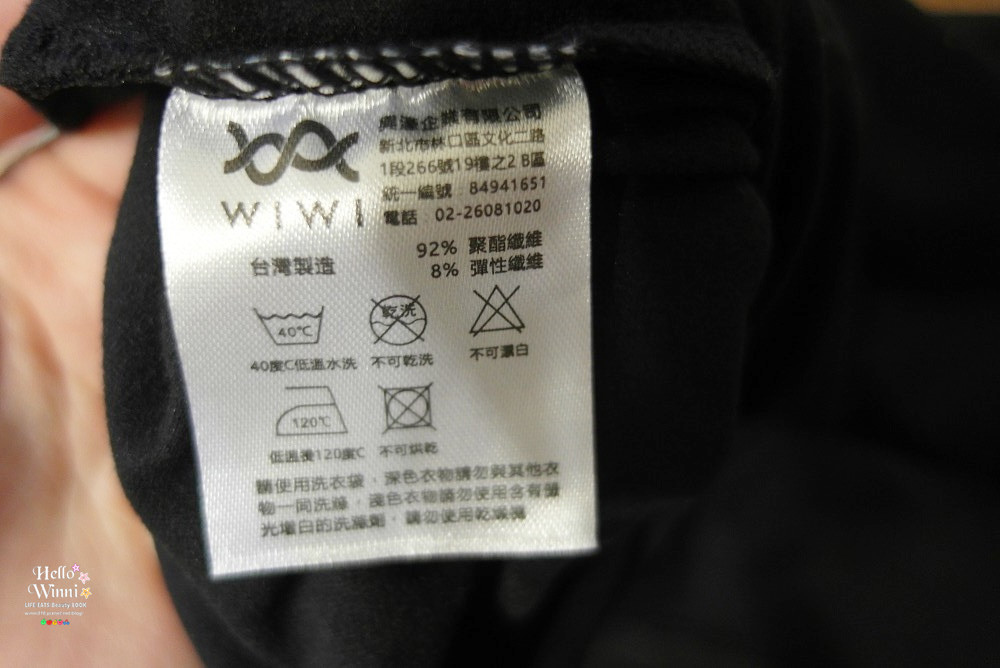 WIWI
興濠企業有限公司
新北市林口區文化二路
1段266號19樓之2 B區
統一編號 84941651
電話 02-26081020
92% 聚酯纖維
8% 彈性纖維
台灣製造
40℃
乾洗
40度C低溫水洗
不可乾洗
不可漂白
120℃
低溫後120度C
不可烘乾
請使用洗衣袋，深色衣物請勿與其他衣
物一同洗滌，淺色衣物請勿使用含有螢
光增白的洗滌劑，請勿使用乾燥機
Hello
Winni
LIFE EATS Beauty BOOK